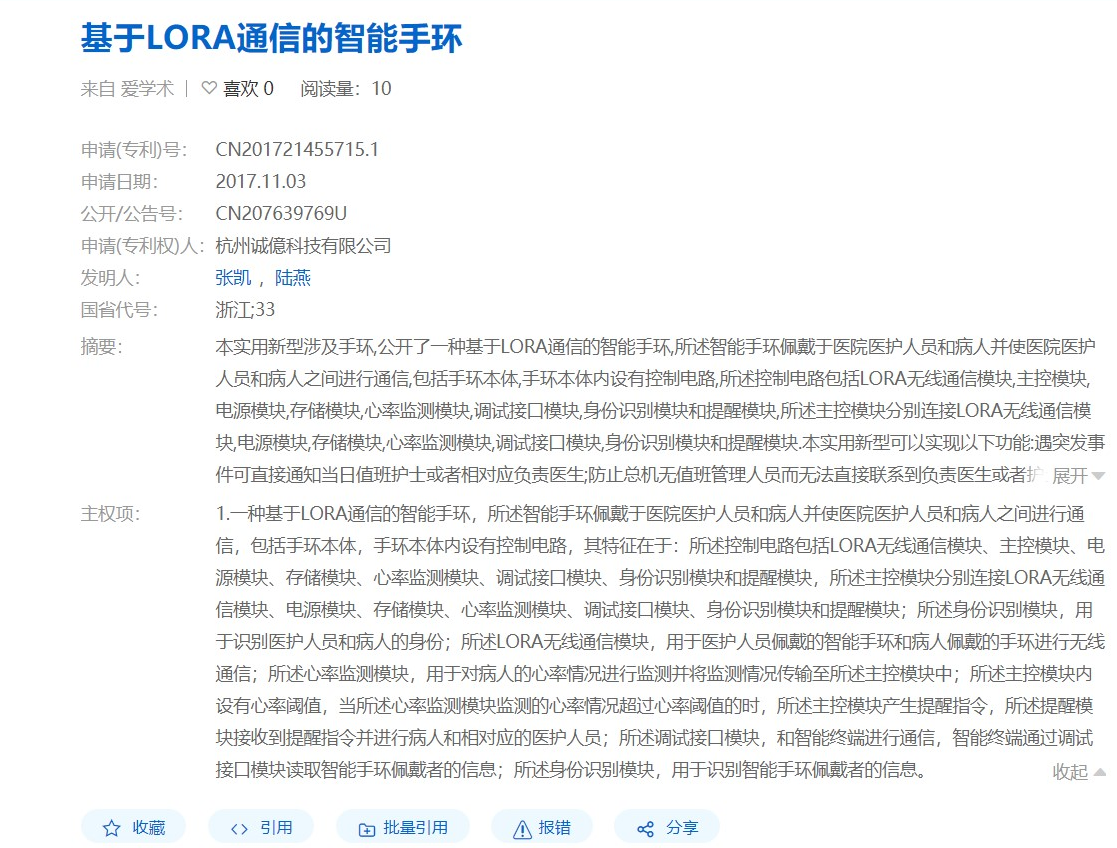 基于LORA通信的智能手环
来自 爱学术 喜欢 0 阅读量：10
申请(专利)号： CN201721455715.1
申请日期： 2017.11.03
公开/公告号： CN207639769U
申请(专利权)人： 杭州诚億科技有限公司
发明人： 张凯 ，陆燕
国省代号： 浙江;33
摘要： 本实用新型涉及手环,公开了一种基于LORA通信的智能手环,所述智能手环佩戴于医院医护人员和病人并使医院医护
人员和病人之间进行通信,包括手环本体,手环本体内设有控制电路,所述控制电路包括LORA无线通信模块,主控模块,
电源模块,存储模块,心率监测模块,调试接口模块,身份识别模块和提醒模块,所述主控模块分别连接LORA无线通信模
块,电源模块,存储模块,心率监测模块,调试接口模块,身份识别模块和提醒模块.本实用新型可以实现以下功能:遇突发事
件可直接通知当日值班护士或者相对应负责医生;防止总机无值班管理人员而无法直接联系到负责医生或者护 展开
主权项： 1.一种基于LORA通信的智能手环，所述智能手环佩戴于医院医护人员和病人并使医院医护人员和病人之间进行通
信，包括手环本体，手环本体内设有控制电路，其特征在于：所述控制电路包括LORA无线通信模块、主控模块、电
源模块、存储模块、心率监测模块、调试接口模块、身份识别模块和提醒模块，所述主控模块分别连接LORA无线通
信模块、电源模块、存储模块、心率监测模块、调试接口模块、身份识别模块和提醒模块；所述身份识别模块，用
于识别医护人员和病人的身份；所述LORA无线通信模块，用于医护人员佩戴的智能手环和病人佩戴的手环进行无线
通信；所述心率监测模块，用于对病人的心率情况进行监测并将监测情况传输至所述主控模块中；所述主控模块内
设有心率阈值，当所述心率监测模块监测的心率情况超过心率阈值的时，所述主控模块产生提醒指令，所述提醒模
块接收到提醒指令并进行病人和相对应的医护人员；所述调试接口模块，和智能终端进行通信，智能终端通过调试
接口模块读取智能手环佩戴者的信息；所述身份识别模块，用于识别智能手环佩戴者的信息。 收起
收藏 引用 批量引用 报错 分享